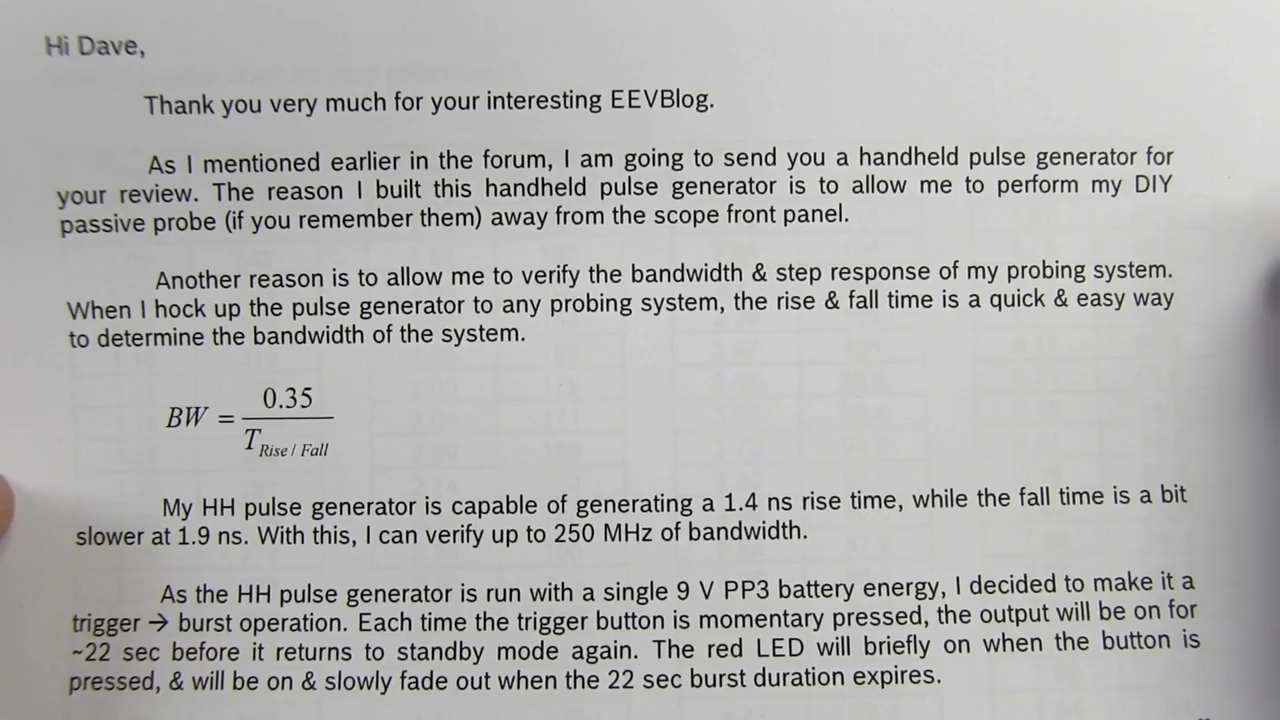 Hi Dave,
Thank you very much for your interesting EEVBlog.
As I mentioned earlier in the forum, I am going to send you a handheld pulse generator for
your review. The reason I built this handheld pulse generator is to allow me to perform my DIY
passive probe (if you remember them) away from the scope front panel.
Another reason is to allow me to verify the bandwidth & step response of my probing system.
When I hock up the pulse generator to any probing system, the rise & fall time is a quick & easy way
to determine the bandwidth of the system.
BW = 0.35 / T Rise / Fall
My HH pulse generator is capable of generating a 1.4 ns rise time, while the fall time is a bit
slower at 1.9 ns. With this, I can verify up to 250 MHz of bandwidth.
As the HH pulse generator is run with a single 9 V PP3 battery energy, I decided to make it a
trigger → burst operation. Each time the trigger button is momentary pressed, the output will be on for
~22 sec before it returns to standby mode again. The red LED will briefly on when the button is
pressed, & will be on & slowly fade out when the 22 sec burst duration expires.